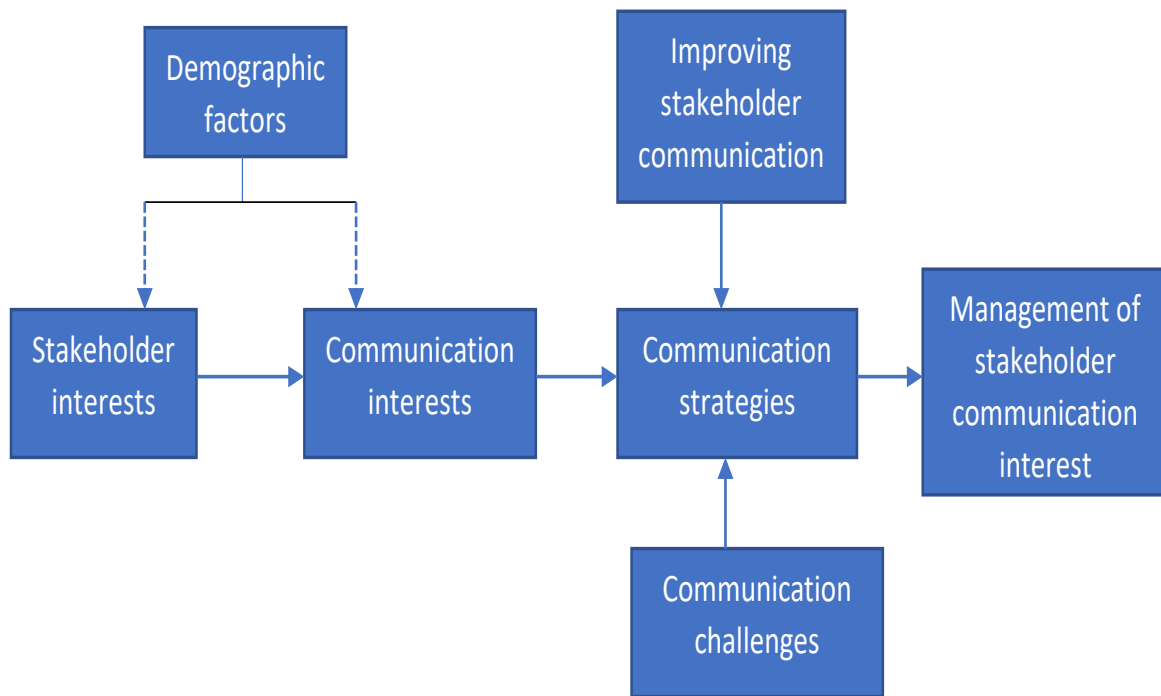 Demographic
factors
Improving
stakeholder
communication
Stakeholder
interests
Communication
interests
Communication
strategies
Management of
stakeholder
communication
interest
Communication
challenges